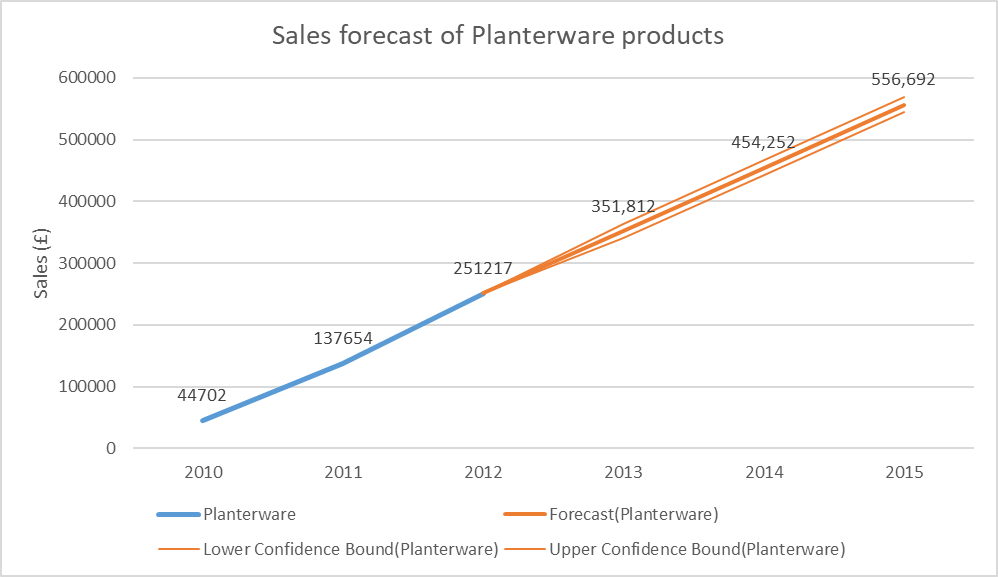 Sales forecast of Planterware products
Sales (£)
600000
500000
400000
300000
200000
100000
0
44702
137654
251217
351,812
454,252
556,692
2010 2011 2012 2013 2014 2015
Planterware Forecast(Planterware)
Lower Confidence Bound(Planterware) Upper Confidence Bound(Planterware)